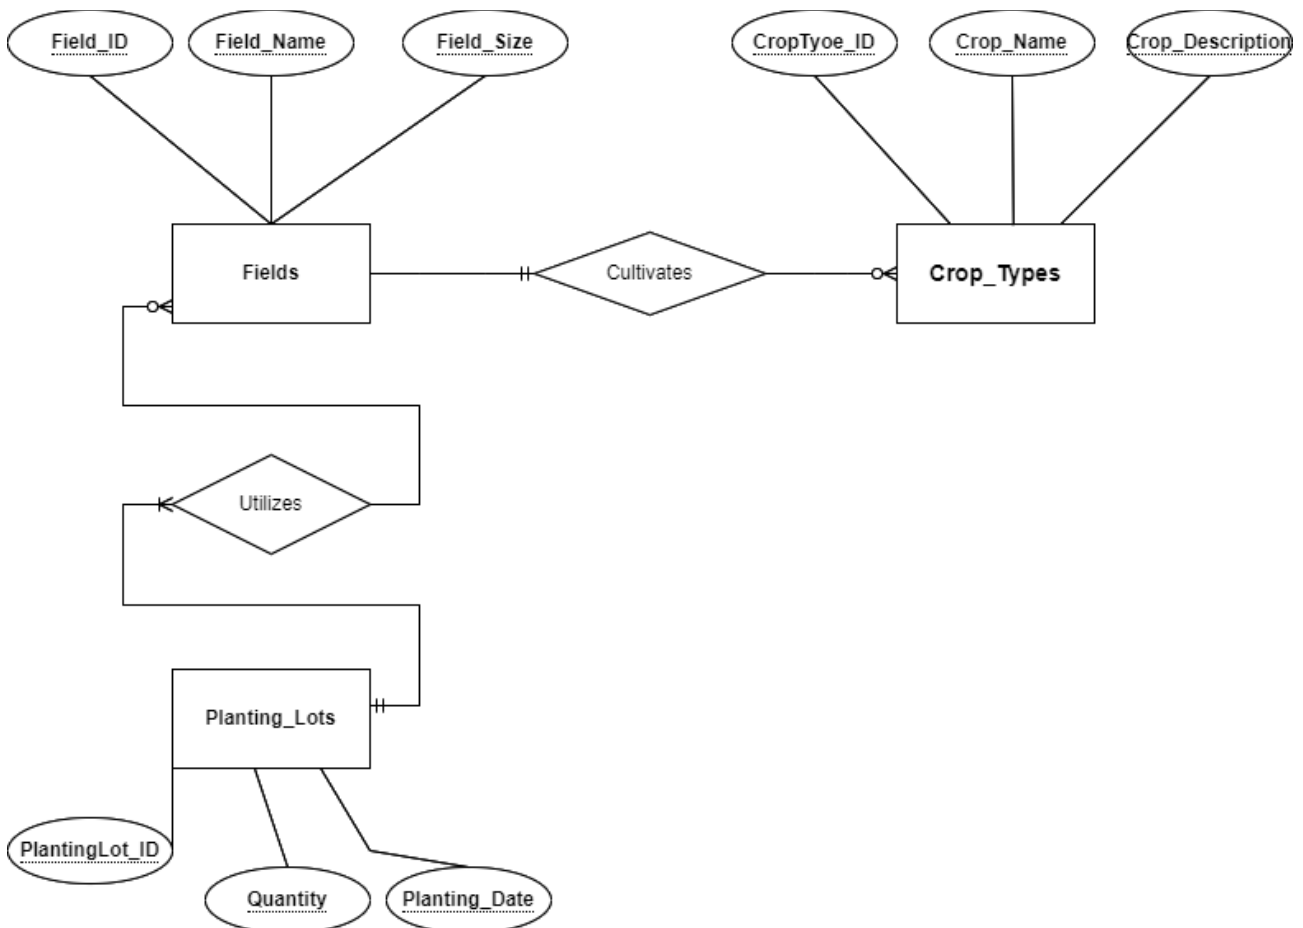 Field_ID
Field_Name
Field_Size
CropTyoe_ID
Crop_Name
Crop_Description
Fields
Cultivates
Crop_Types
Utilizes
Planting_Lots
PlantingLot_ID
Quantity
Planting_Date